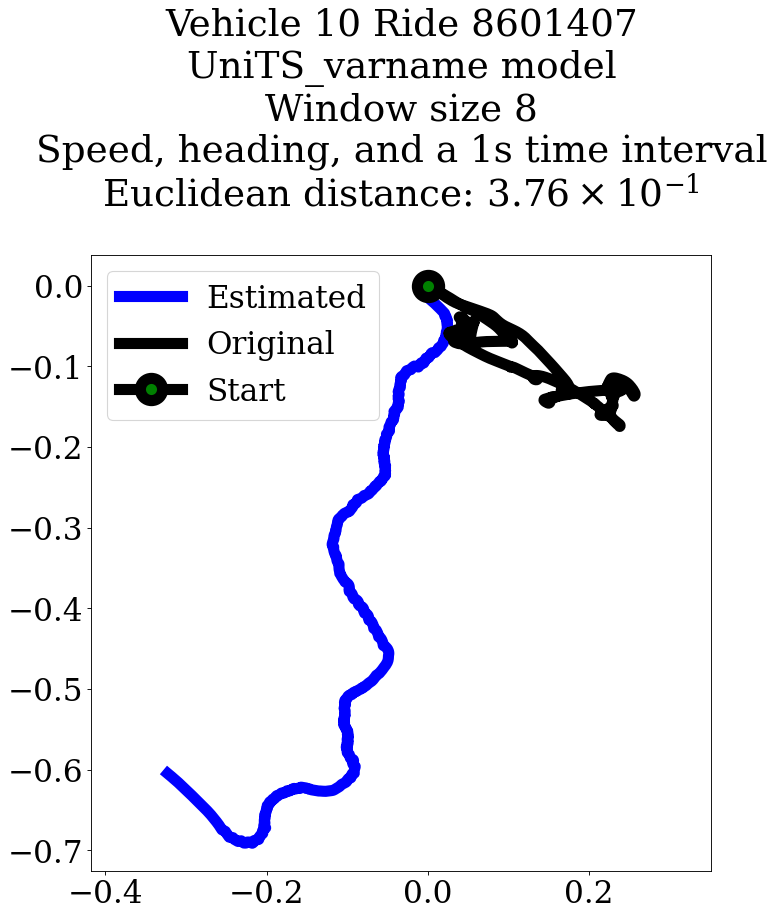 Vehicle 10 Ride 8601407
UniTS_varname model
Window size 8
Speed, heading, and a 1s time interval
Euclidean distance: 3.76 × 10⁻¹
Estimated
Original
Start
0.0
−0.1
−0.2
−0.3
−0.4
−0.5
−0.6
−0.7
−0.4 −0.2 0.0 0.2